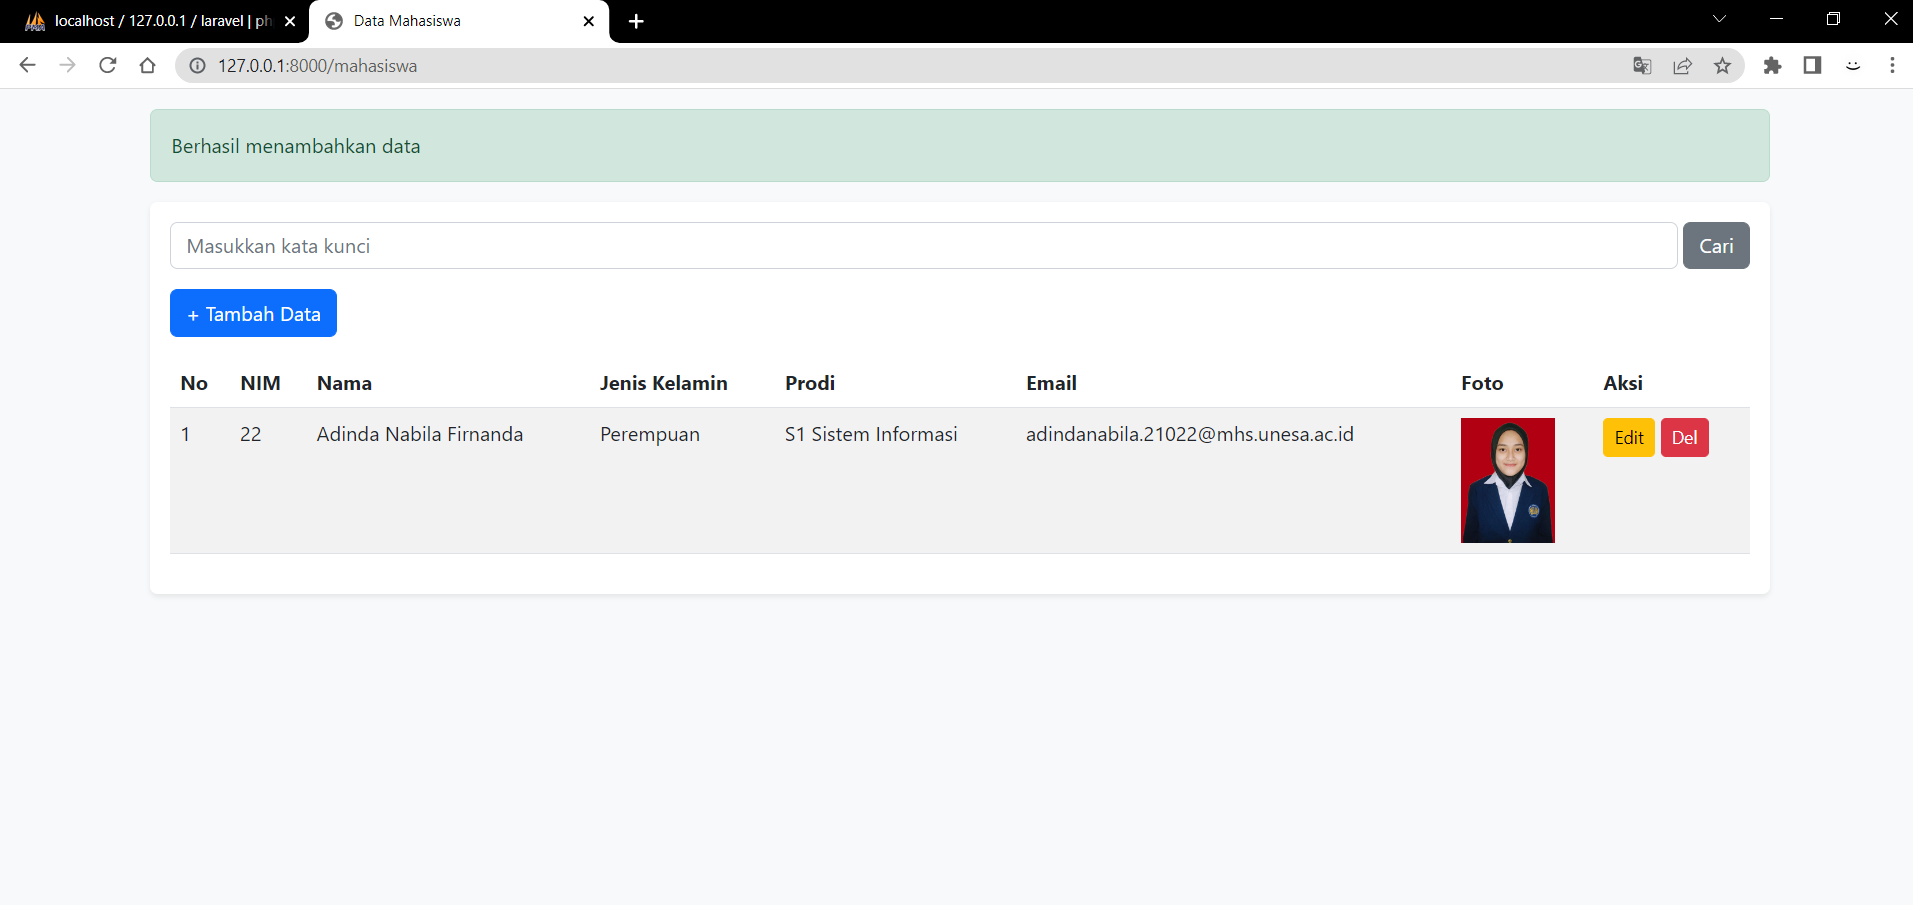 localhost / 127.0.0.1 / laravel | ph
Data Mahasiswa
127.0.0.1:8000/mahasiswa
Berhasil menambahkan data
Masukkan kata kunci
Cari
+ Tambah Data
No NIM Nama Jenis Kelamin Prodi Email Foto Aksi
1 22 Adinda Nabila Firnanda Perempuan S1 Sistem Informasi adindanabila.21022@mhs.unesa.ac.id Edit Del